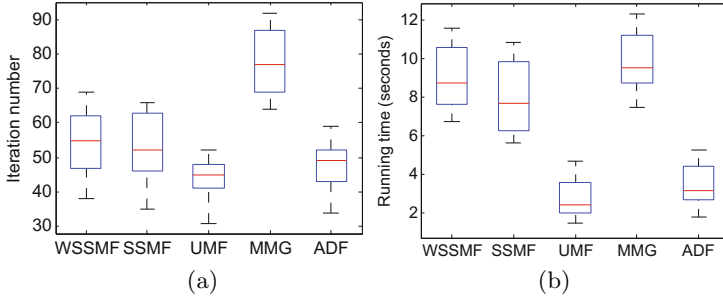 Iteration number
90
80
70
60
50
40
30
WSSMF SSMF UMF MMG ADF
(a)
Running time (seconds)
12
10
8
6
4
2
WSSMF SSMF UMF MMG ADF
(b)